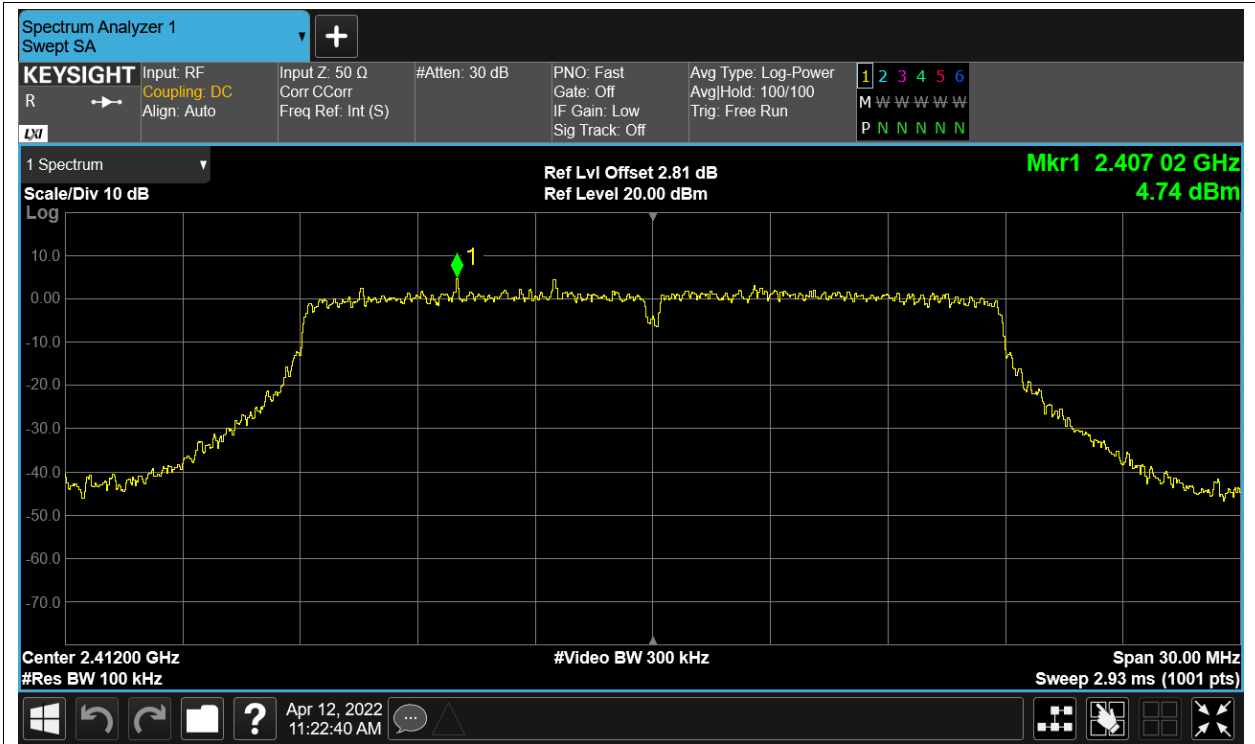 Spectrum Analyzer 1
Swept SA
KEYSIGHT
R
LXI
Input: RF
Coupling: DC
Align: Auto
Input Z: 50 Ω
Corr CCorr
Freq Ref: Int (S)
#Atten: 30 dB
PNO: Fast
Gate: Off
IF Gain: Low
Sig Track: Off
Avg Type: Log-Power
Avg|Hold: 100/100
Trig: Free Run
1 2 3 4 5 6
M W W W W W
P N N N N N
1 Spectrum
Scale/Div 10 dB
Log
Ref Lvl Offset 2.81 dB
Ref Level 20.00 dBm
Mkr1 2.407 02 GHz
4.74 dBm
1
10.0
0.00
-10.0
-20.0
-30.0
-40.0
-50.0
-60.0
-70.0
Center 2.41200 GHz
#Res BW 100 kHz
#Video BW 300 kHz
Span 30.00 MHz
Sweep 2.93 ms (1001 pts)
?
Apr 12, 2022
11:22:40 AM